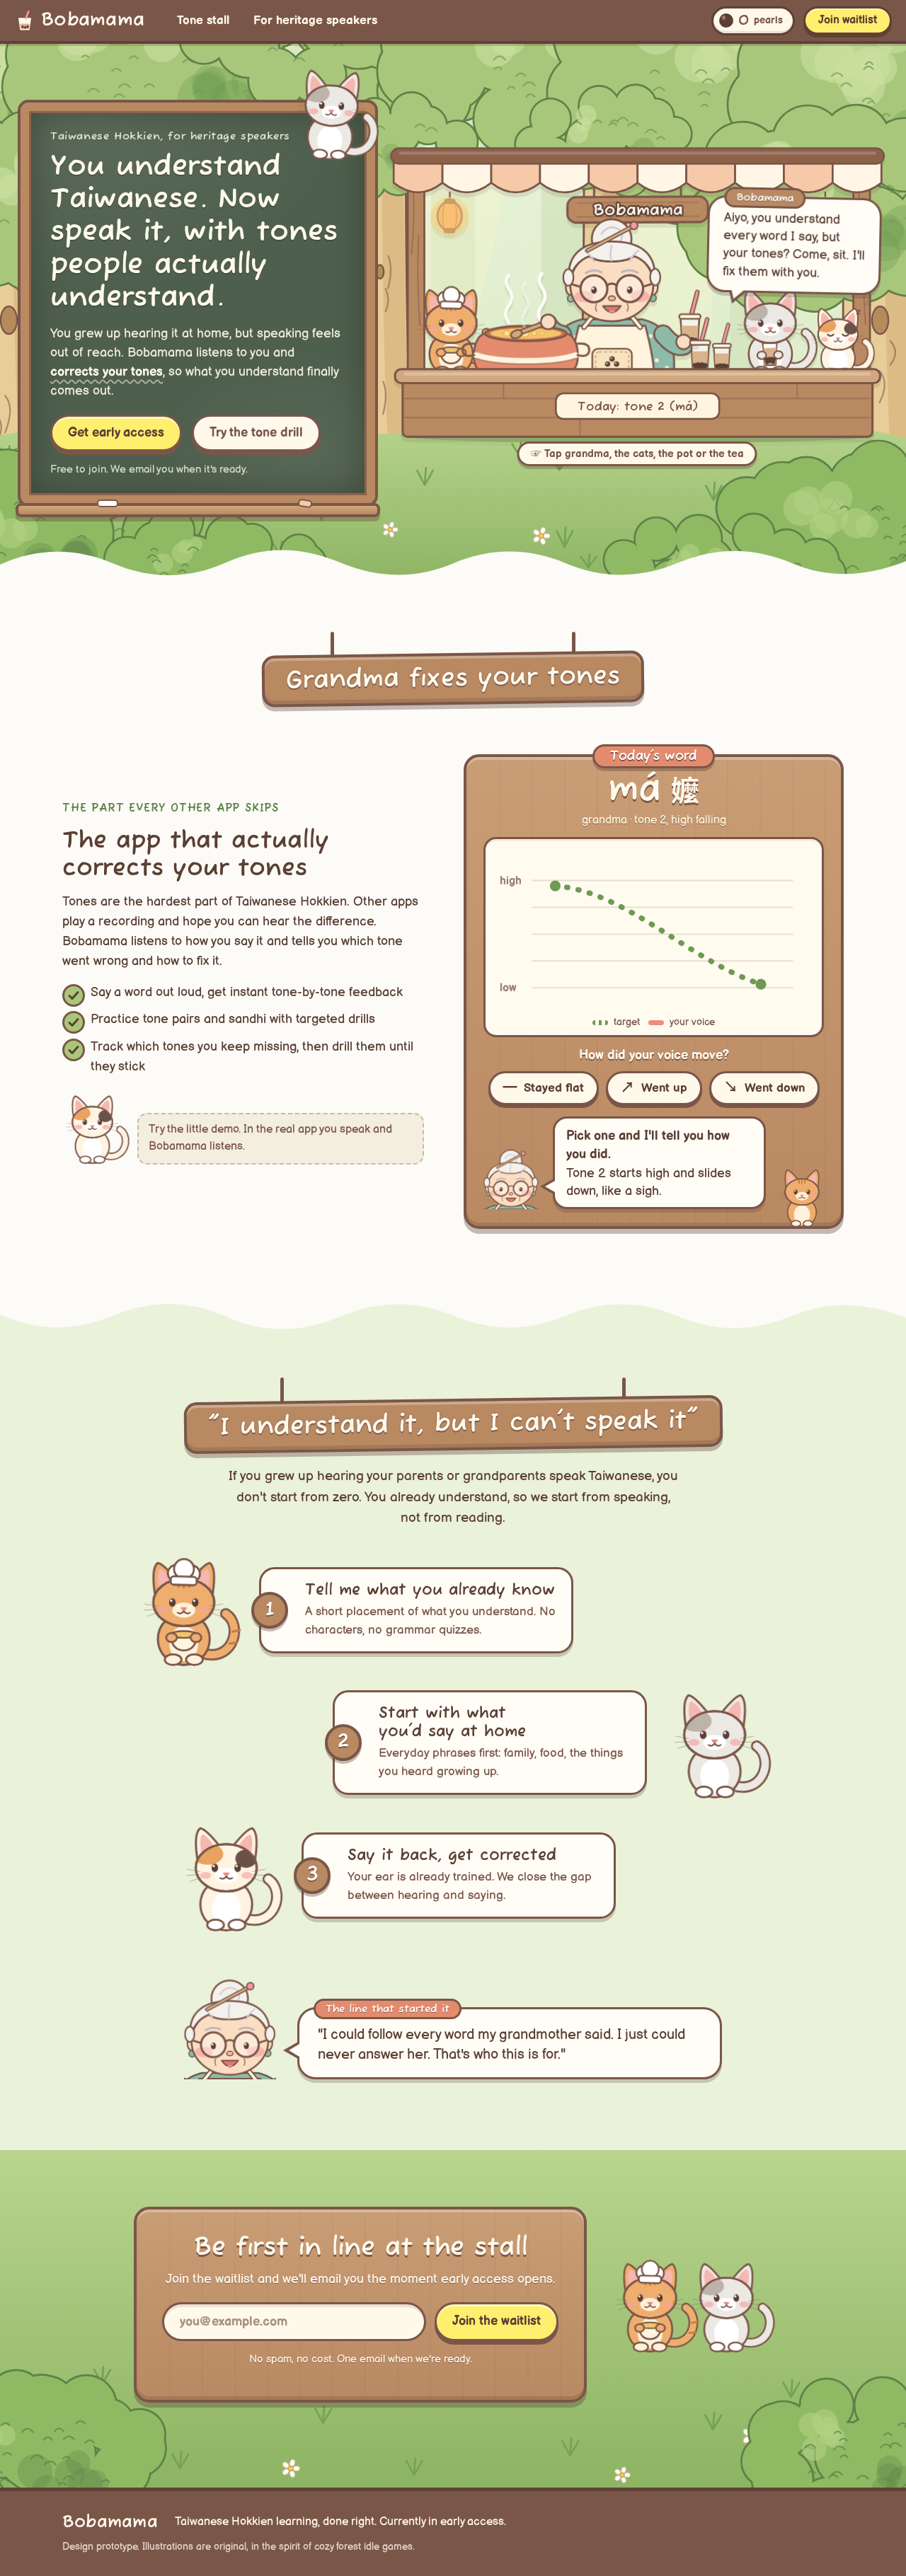 Bobamama
Tone stall
For heritage speakers
0 pearls
Join waitlist
Taiwanese Hokkien, for heritage speakers
You understand
Taiwanese. Now
speak it, with tones
people actually
understand.
You grew up hearing it at home, but speaking feels
out of reach. Bobamama listens to you and
corrects your tones, so what you understand finally
comes out.
Get early access
Try the tone drill
Free to join. We email you when it's ready.
Bobamama
Bobamama
Aiyo, you understand
every word I say, but
your tones? Come, sit. I'll
fix them with you.
Today: tone 2 (má)
☞ Tap grandma, the cats, the pot or the tea
Grandma fixes your tones
THE PART EVERY OTHER APP SKIPS
The app that actually
corrects your tones
Tones are the hardest part of Taiwanese Hokkien. Other apps
play a recording and hope you can hear the difference.
Bobamama listens to how you say it and tells you which tone
went wrong and how to fix it.
Say a word out loud, get instant tone-by-tone feedback
Practice tone pairs and sandhi with targeted drills
Track which tones you keep missing, then drill them until
they stick
Try the little demo. In the real app you speak and
Bobamama listens.
Today's word
má 嬤
grandma · tone 2, high falling
high
low
target
your voice
How did your voice move?
— Stayed flat
↗ Went up
↘ Went down
Pick one and I'll tell you how
you did.
Tone 2 starts high and slides
down, like a sigh.
"I understand it, but I can't speak it"
If you grew up hearing your parents or grandparents speak Taiwanese, you
don't start from zero. You already understand, so we start from speaking,
not from reading.
1
Tell me what you already know
A short placement of what you understand. No
characters, no grammar quizzes.
2
Start with what
you'd say at home
Everyday phrases first: family, food, the things
you heard growing up.
3
Say it back, get corrected
Your ear is already trained. We close the gap
between hearing and saying.
The line that started it
"I could follow every word my grandmother said. I just could
never answer her. That's who this is for."
Be first in line at the stall
Join the waitlist and we'll email you the moment early access opens.
you@example.com
Join the waitlist
No spam, no cost. One email when we're ready.
Bobamama
Taiwanese Hokkien learning, done right. Currently in early access.
Design prototype. Illustrations are original, in the spirit of cozy forest idle games.